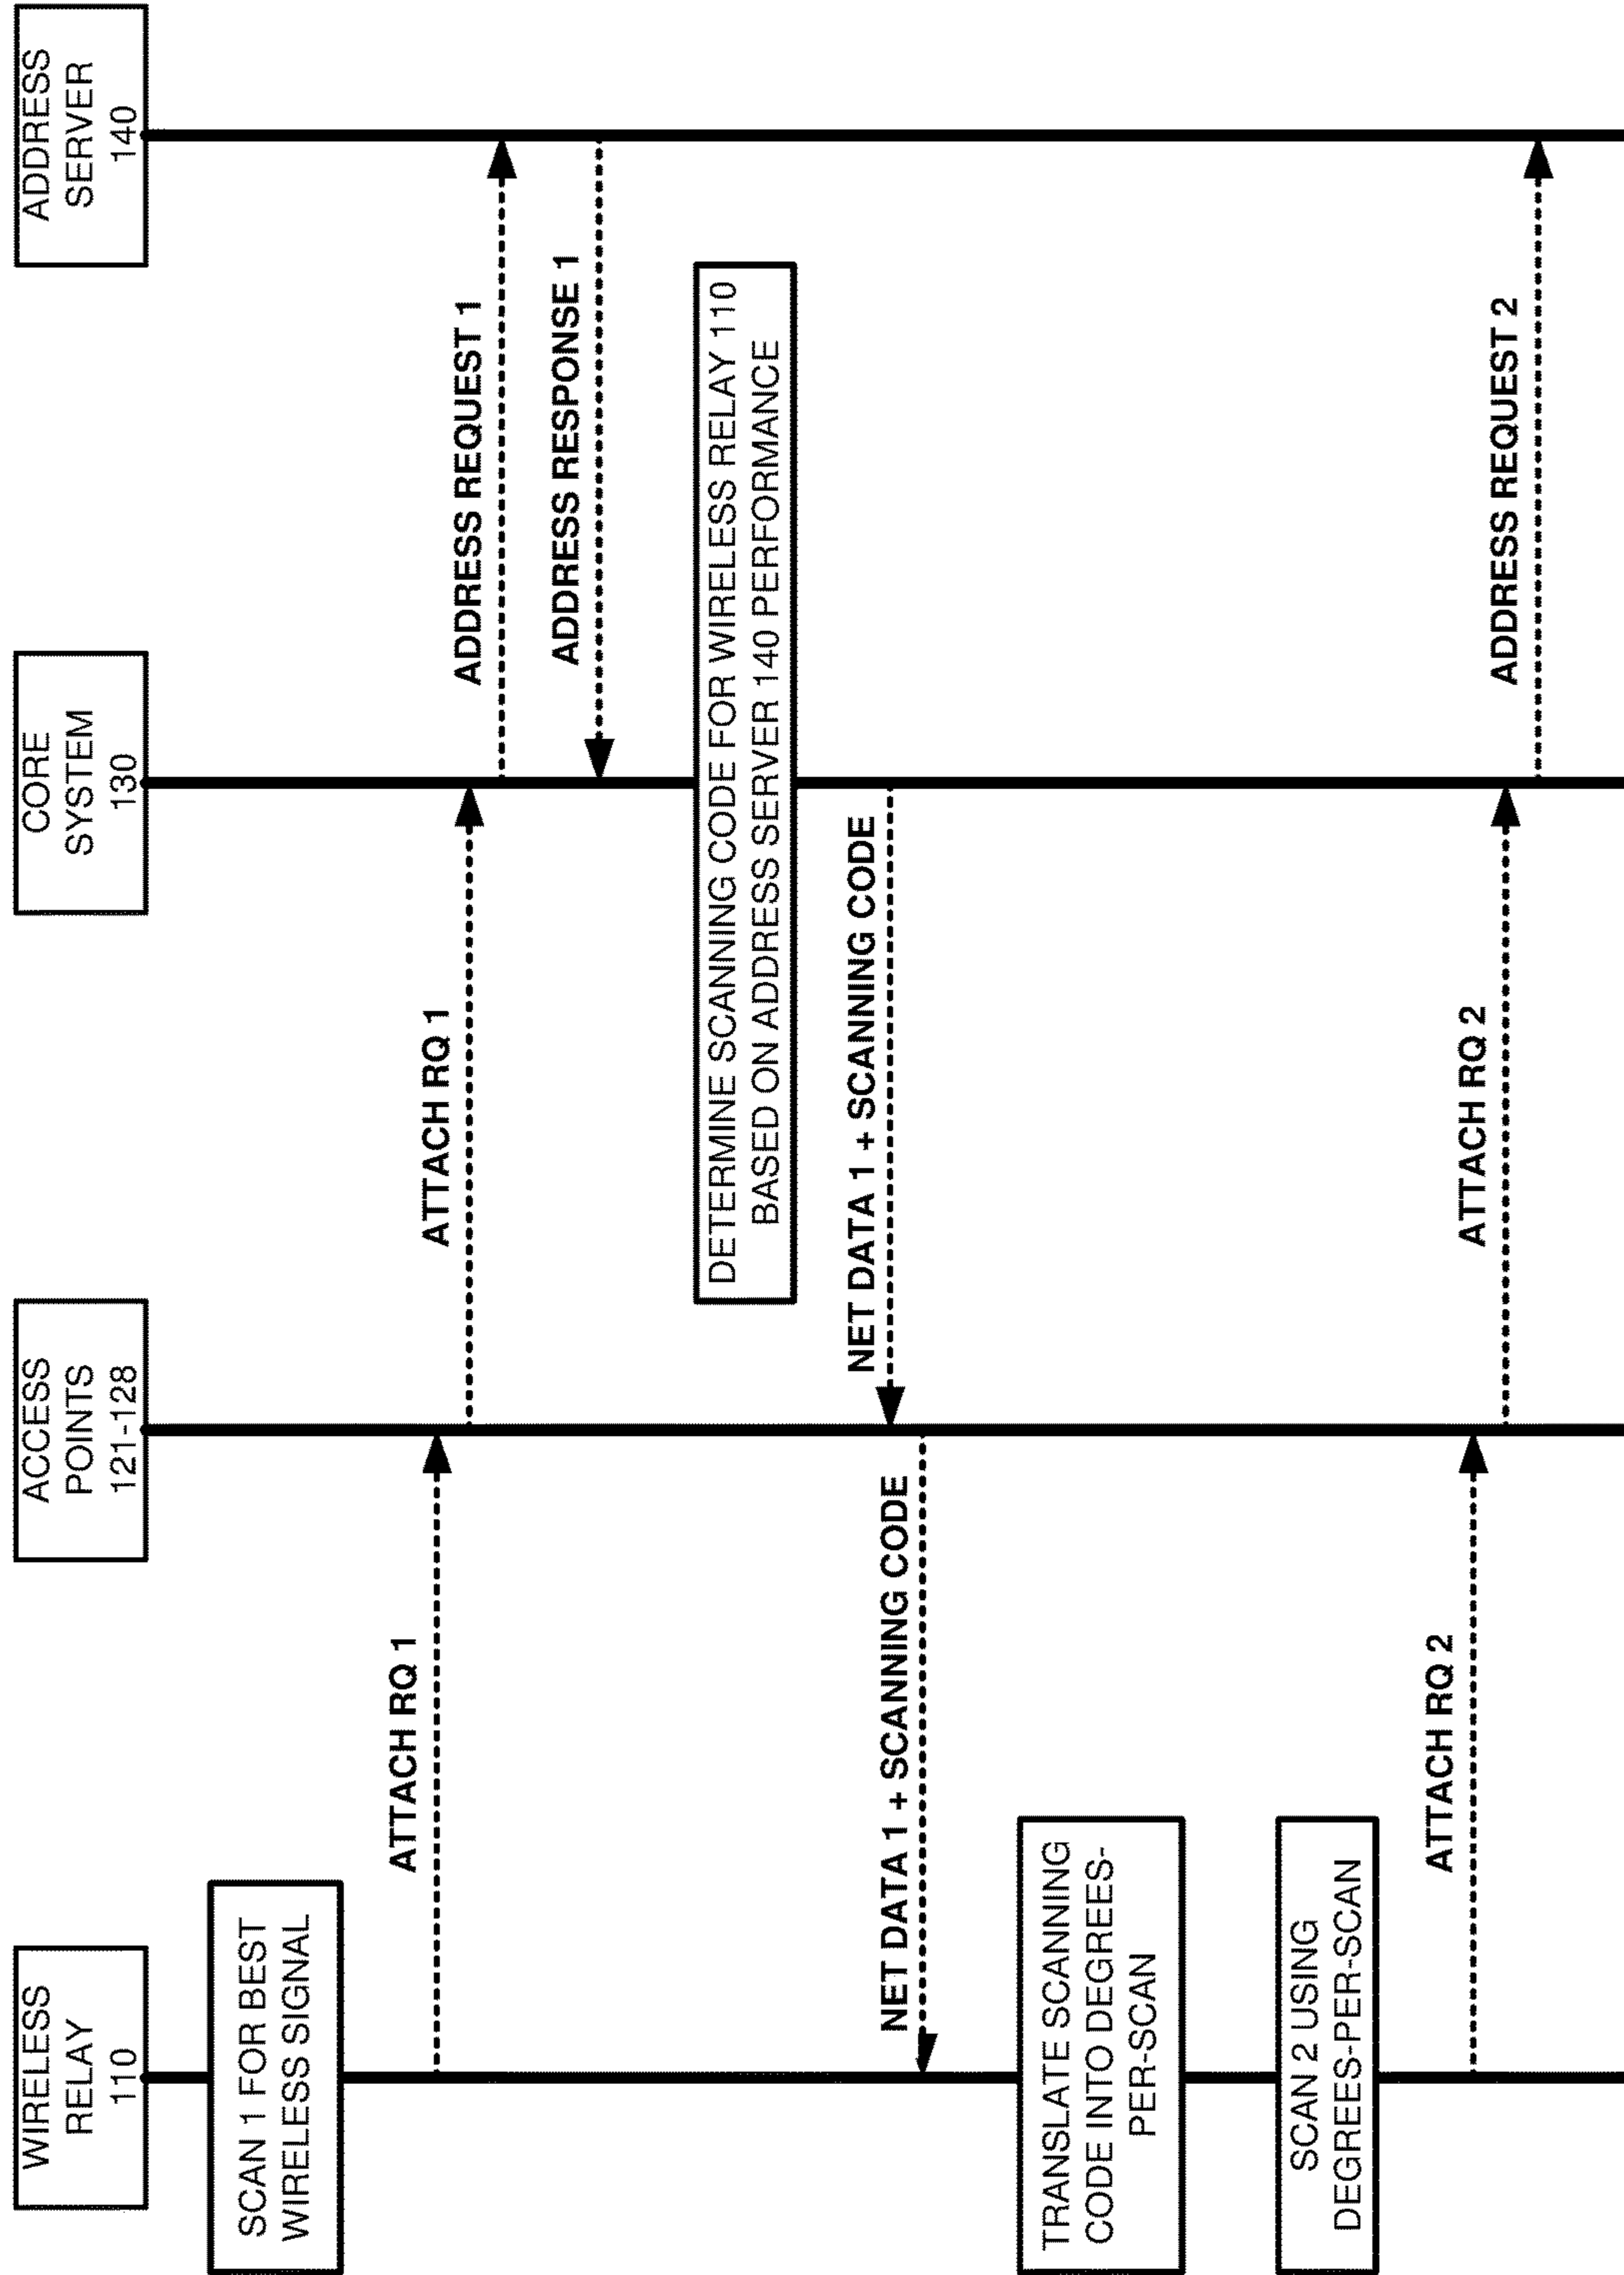 WIRELESS
RELAY
110
ACCESS
POINTS
121-128
CORE
SYSTEM
130
ADDRESS
SERVER
140
SCAN 1 FOR BEST
WIRELESS SIGNAL
ATTACH RQ 1
ATTACH RQ 1
ADDRESS REQUEST 1
ADDRESS RESPONSE 1
DETERMINE SCANNING CODE FOR WIRELESS RELAY 110
BASED ON ADDRESS SERVER 140 PERFORMANCE
NET DATA 1 + SCANNING CODE
NET DATA 1 + SCANNING CODE
TRANSLATE SCANNING
CODE INTO DEGREES-
PER-SCAN
SCAN 2 USING
DEGREES-PER-SCAN
ATTACH RQ 2
ATTACH RQ 2
ADDRESS REQUEST 2